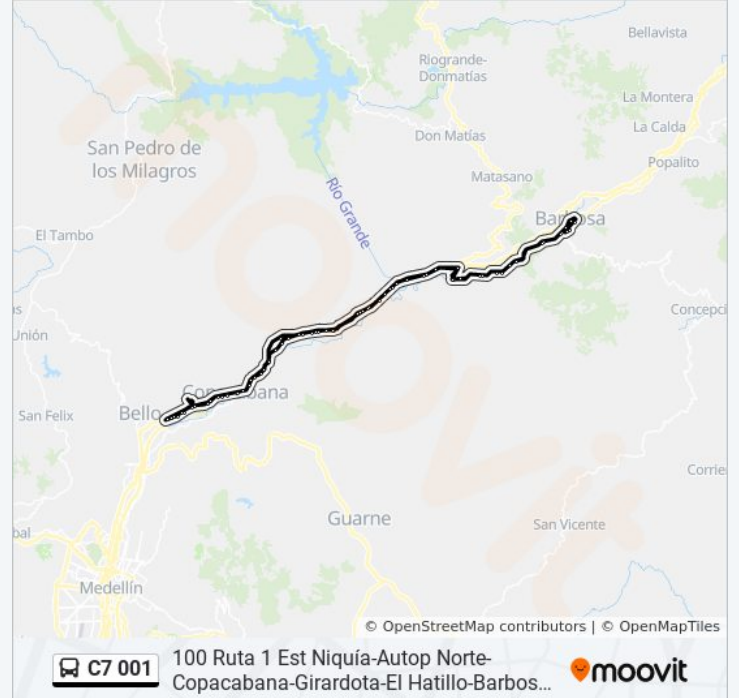 Bellavista
Riogrande-
Donmatías
La Montera
La Calda
Don Matías
San Pedro de
los Milagros
Popalito
Matasano
Río Grande
Barbosa
El Tambo
Concepci
Unión
Copacabana
San Felix
Bello
Corrie
Guarne
San Vicente
bal
Medellín
© OpenStreetMap contributors | © OpenMapTiles
C7 001
100 Ruta 1 Est Niquía-Autop Norte-
Copacabana-Girardota-El Hatillo-Barbos...
moovit
moovit